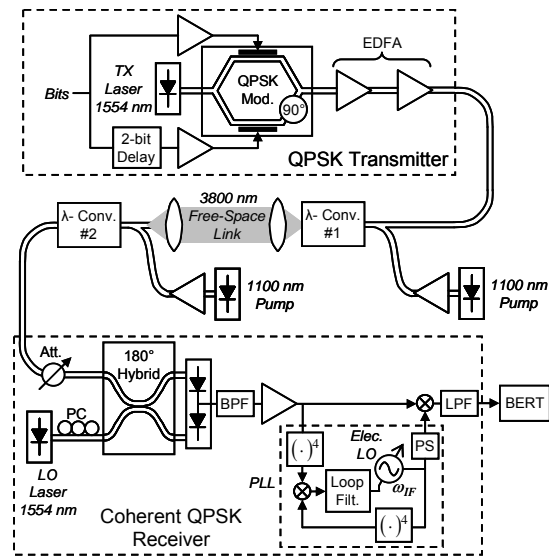 EDFA
TX
Laser
1554 nm
Bits
QPSK
Mod.
90°
2-bit
Delay
QPSK Transmitter
3800 nm
Free-Space
Link
λ- Conv.
#2
λ- Conv.
#1
1100 nm
Pump
1100 nm
Pump
Att.
180°
Hybrid
PC
BPF
LPF
BERT
LO
Laser
1554 nm
(·)⁴
Elec.
LO
PS
PLL
Loop
Filt.
ωIF
(·)⁴
Coherent QPSK
Receiver